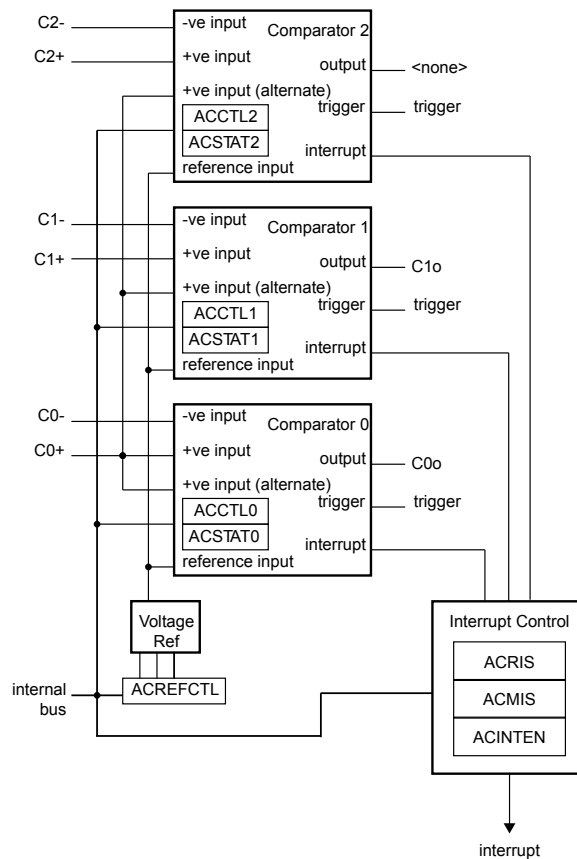 C2-
-ve input
Comparator 2
C2+
+ve input
output
<none>
+ve input (alternate)
trigger
trigger
ACCTL2
ACSTAT2
interrupt
reference input
C1-
-ve input
Comparator 1
C1+
+ve input
output
C1o
+ve input (alternate)
trigger
trigger
ACCTL1
ACSTAT1
interrupt
reference input
C0-
-ve input
Comparator 0
C0+
+ve input
output
C0o
+ve input (alternate)
trigger
trigger
ACCTL0
ACSTAT0
interrupt
reference input
Voltage
Ref
Interrupt Control
ACRIS
internal
bus
ACREFCTL
ACMIS
ACINTEN
interrupt